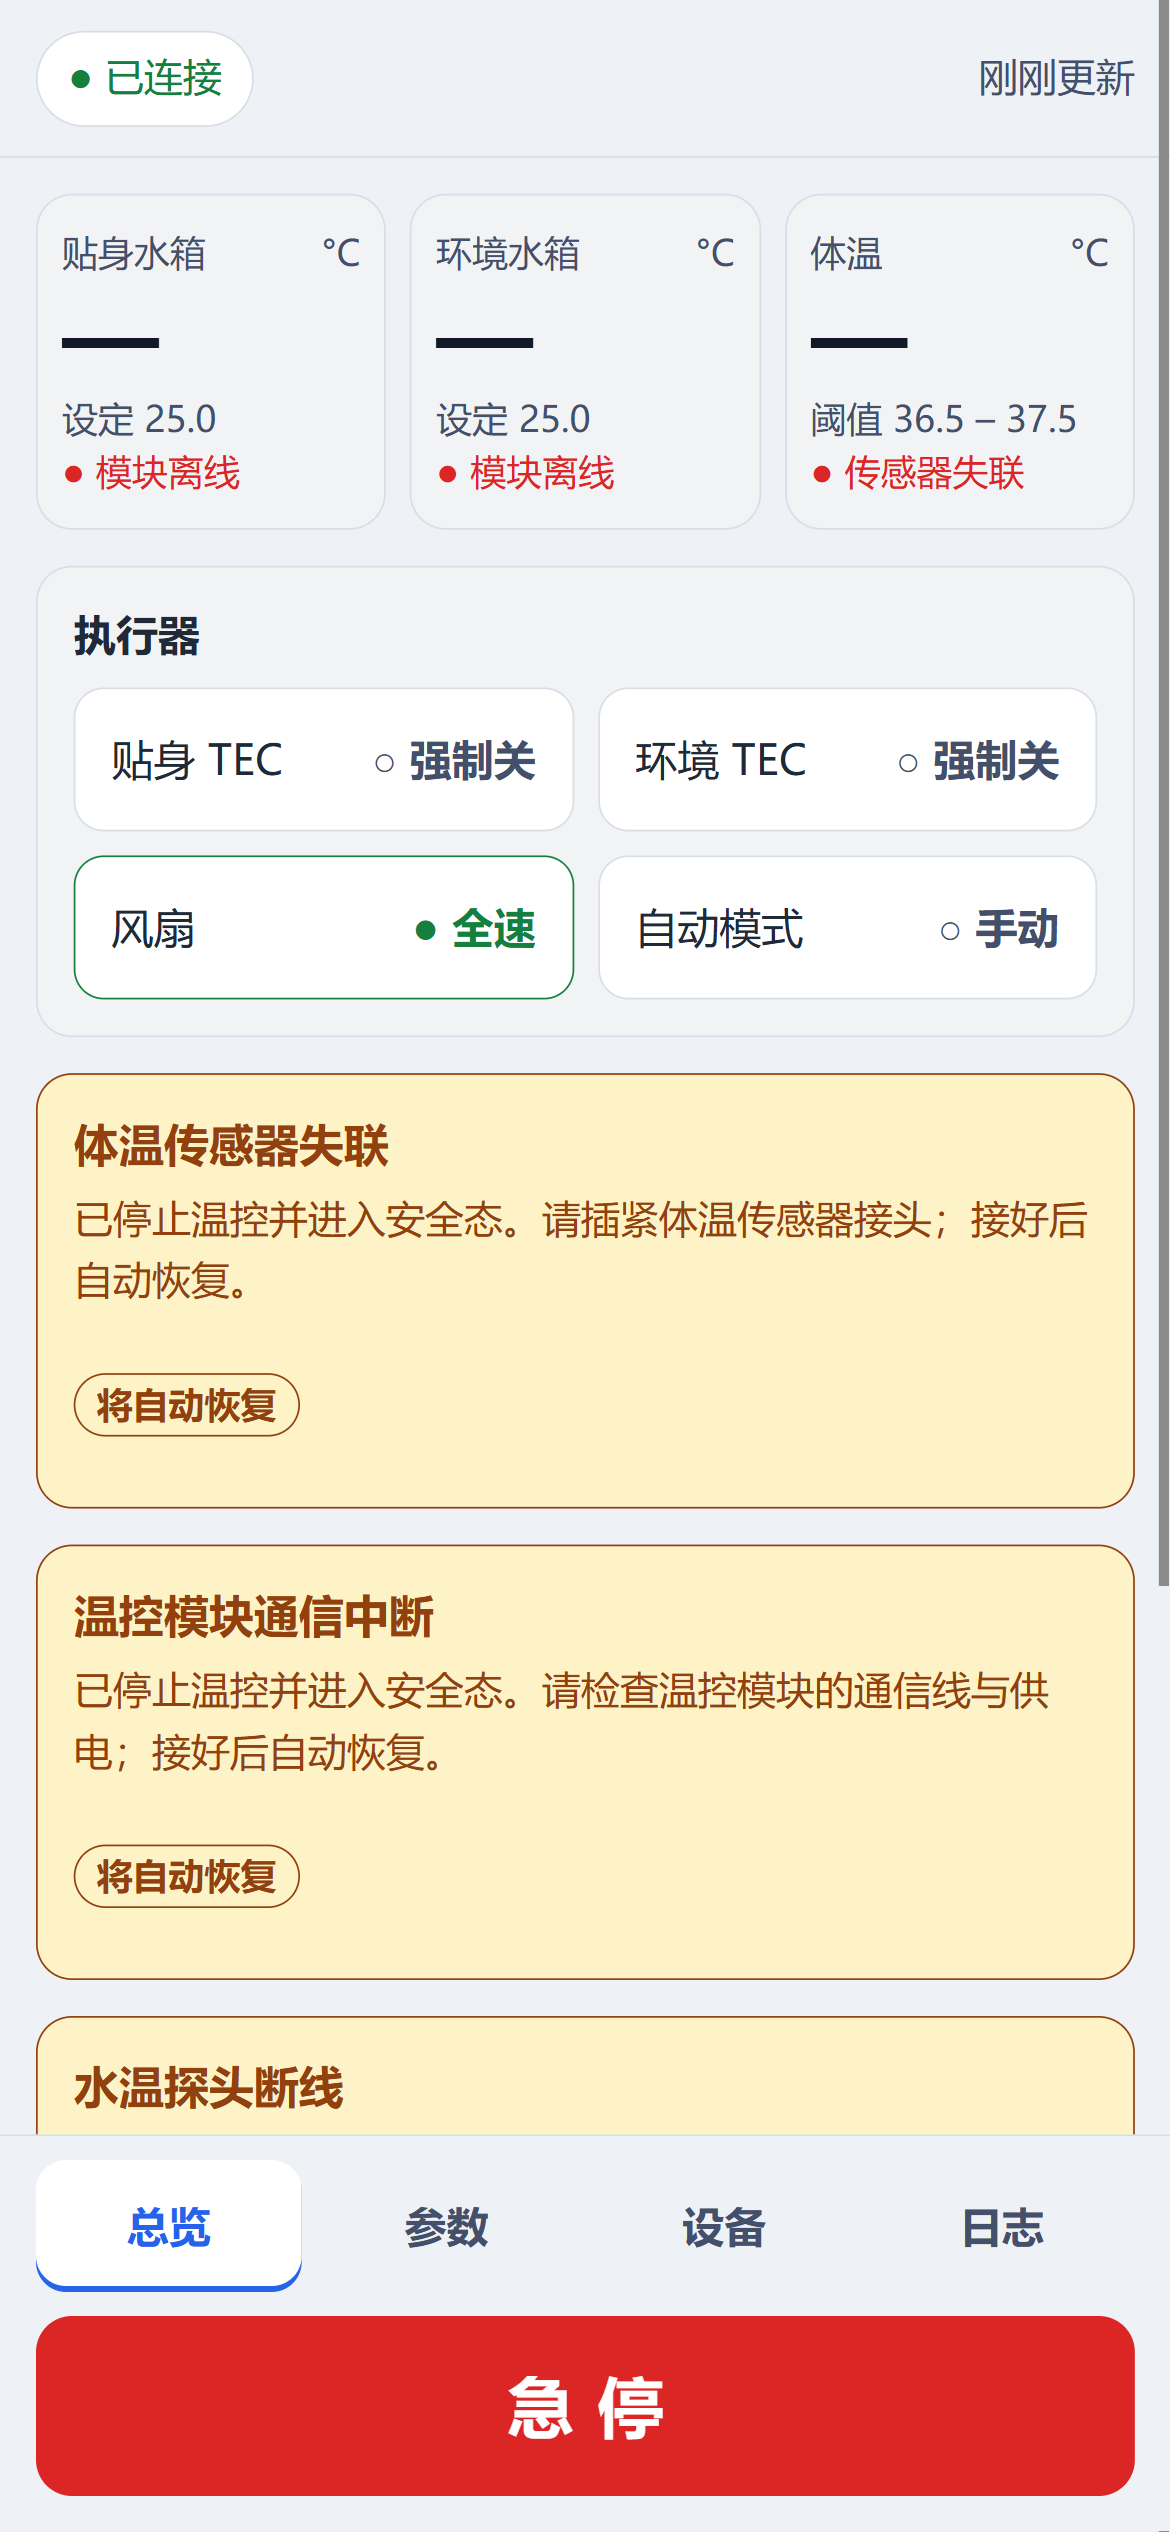 ● 已连接
刚刚更新
贴身水箱 °C
—
设定 25.0
● 模块离线
环境水箱 °C
—
设定 25.0
● 模块离线
体温 °C
—
阈值 36.5 – 37.5
● 传感器失联
执行器
贴身 TEC ○ 强制关
环境 TEC ○ 强制关
风扇 ● 全速
自动模式 ○ 手动
体温传感器失联
已停止温控并进入安全态。请插紧体温传感器接头；接好后
自动恢复。
将自动恢复
温控模块通信中断
已停止温控并进入安全态。请检查温控模块的通信线与供
电；接好后自动恢复。
将自动恢复
水温探头断线
总览
参数
设备
日志
急 停